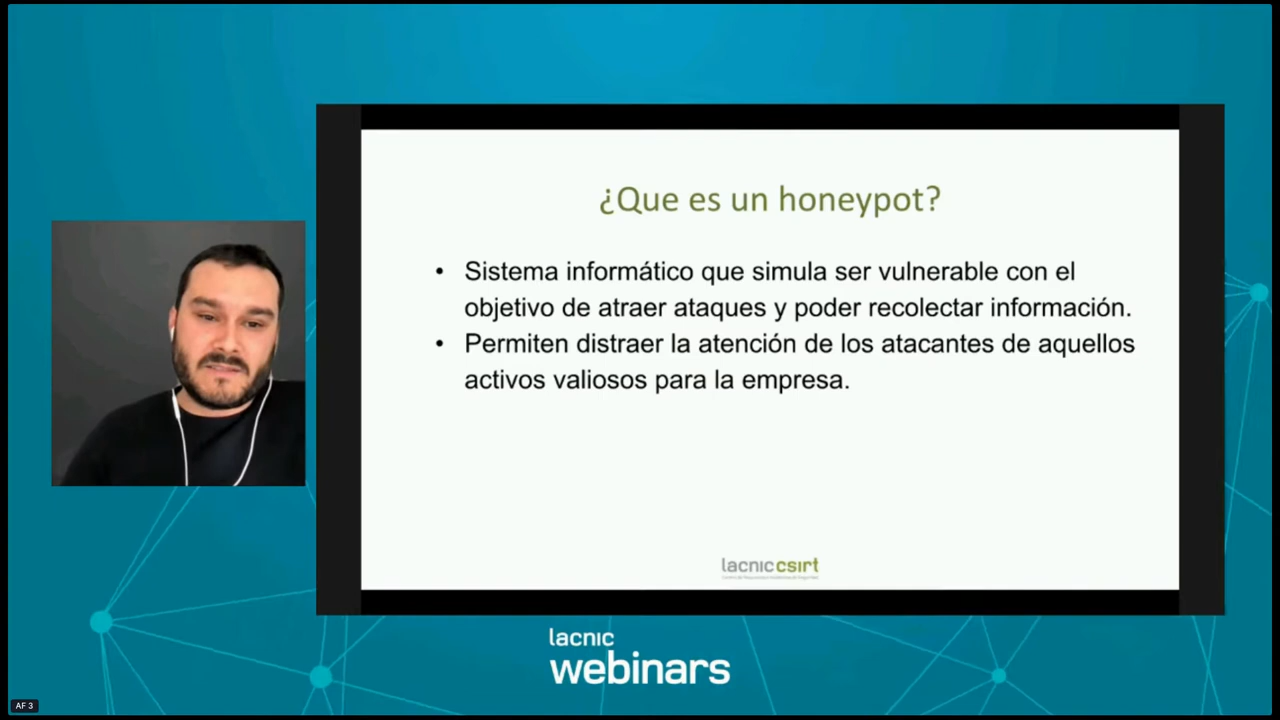 ¿Que es un honeypot?
• Sistema informático que simula ser vulnerable con el
objetivo de atraer ataques y poder recolectar información.
• Permiten distraer la atención de los atacantes de aquellos
activos valiosos para la empresa.
lacnic csirt
lacnic
webinars
AF 3